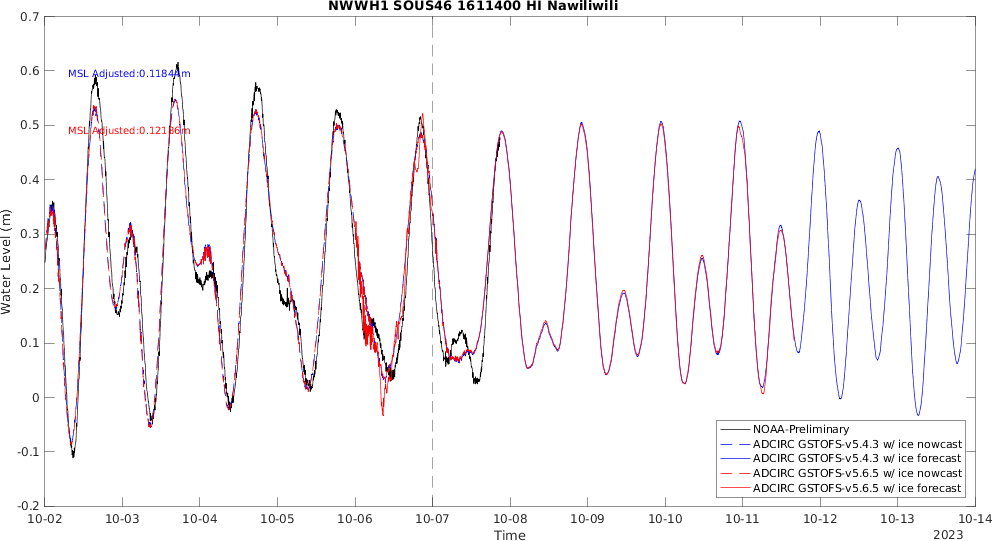 NWWH1 SOUS46 1611400 HI Nawiliwili
0.7
0.6
0.5
0.4
0.3
0.2
0.1
0
-0.1
-0.2
Water Level (m)
MSL Adjusted:0.11844m
MSL Adjusted:0.12186m
NOAA-Preliminary
ADCIRC GSTOFS-v5.4.3 w/ ice nowcast
ADCIRC GSTOFS-v5.4.3 w/ ice forecast
ADCIRC GSTOFS-v5.6.5 w/ ice nowcast
ADCIRC GSTOFS-v5.6.5 w/ ice forecast
10-02 10-03 10-04 10-05 10-06 10-07 10-08 10-09 10-10 10-11 10-12 10-13 10-14
Time
2023